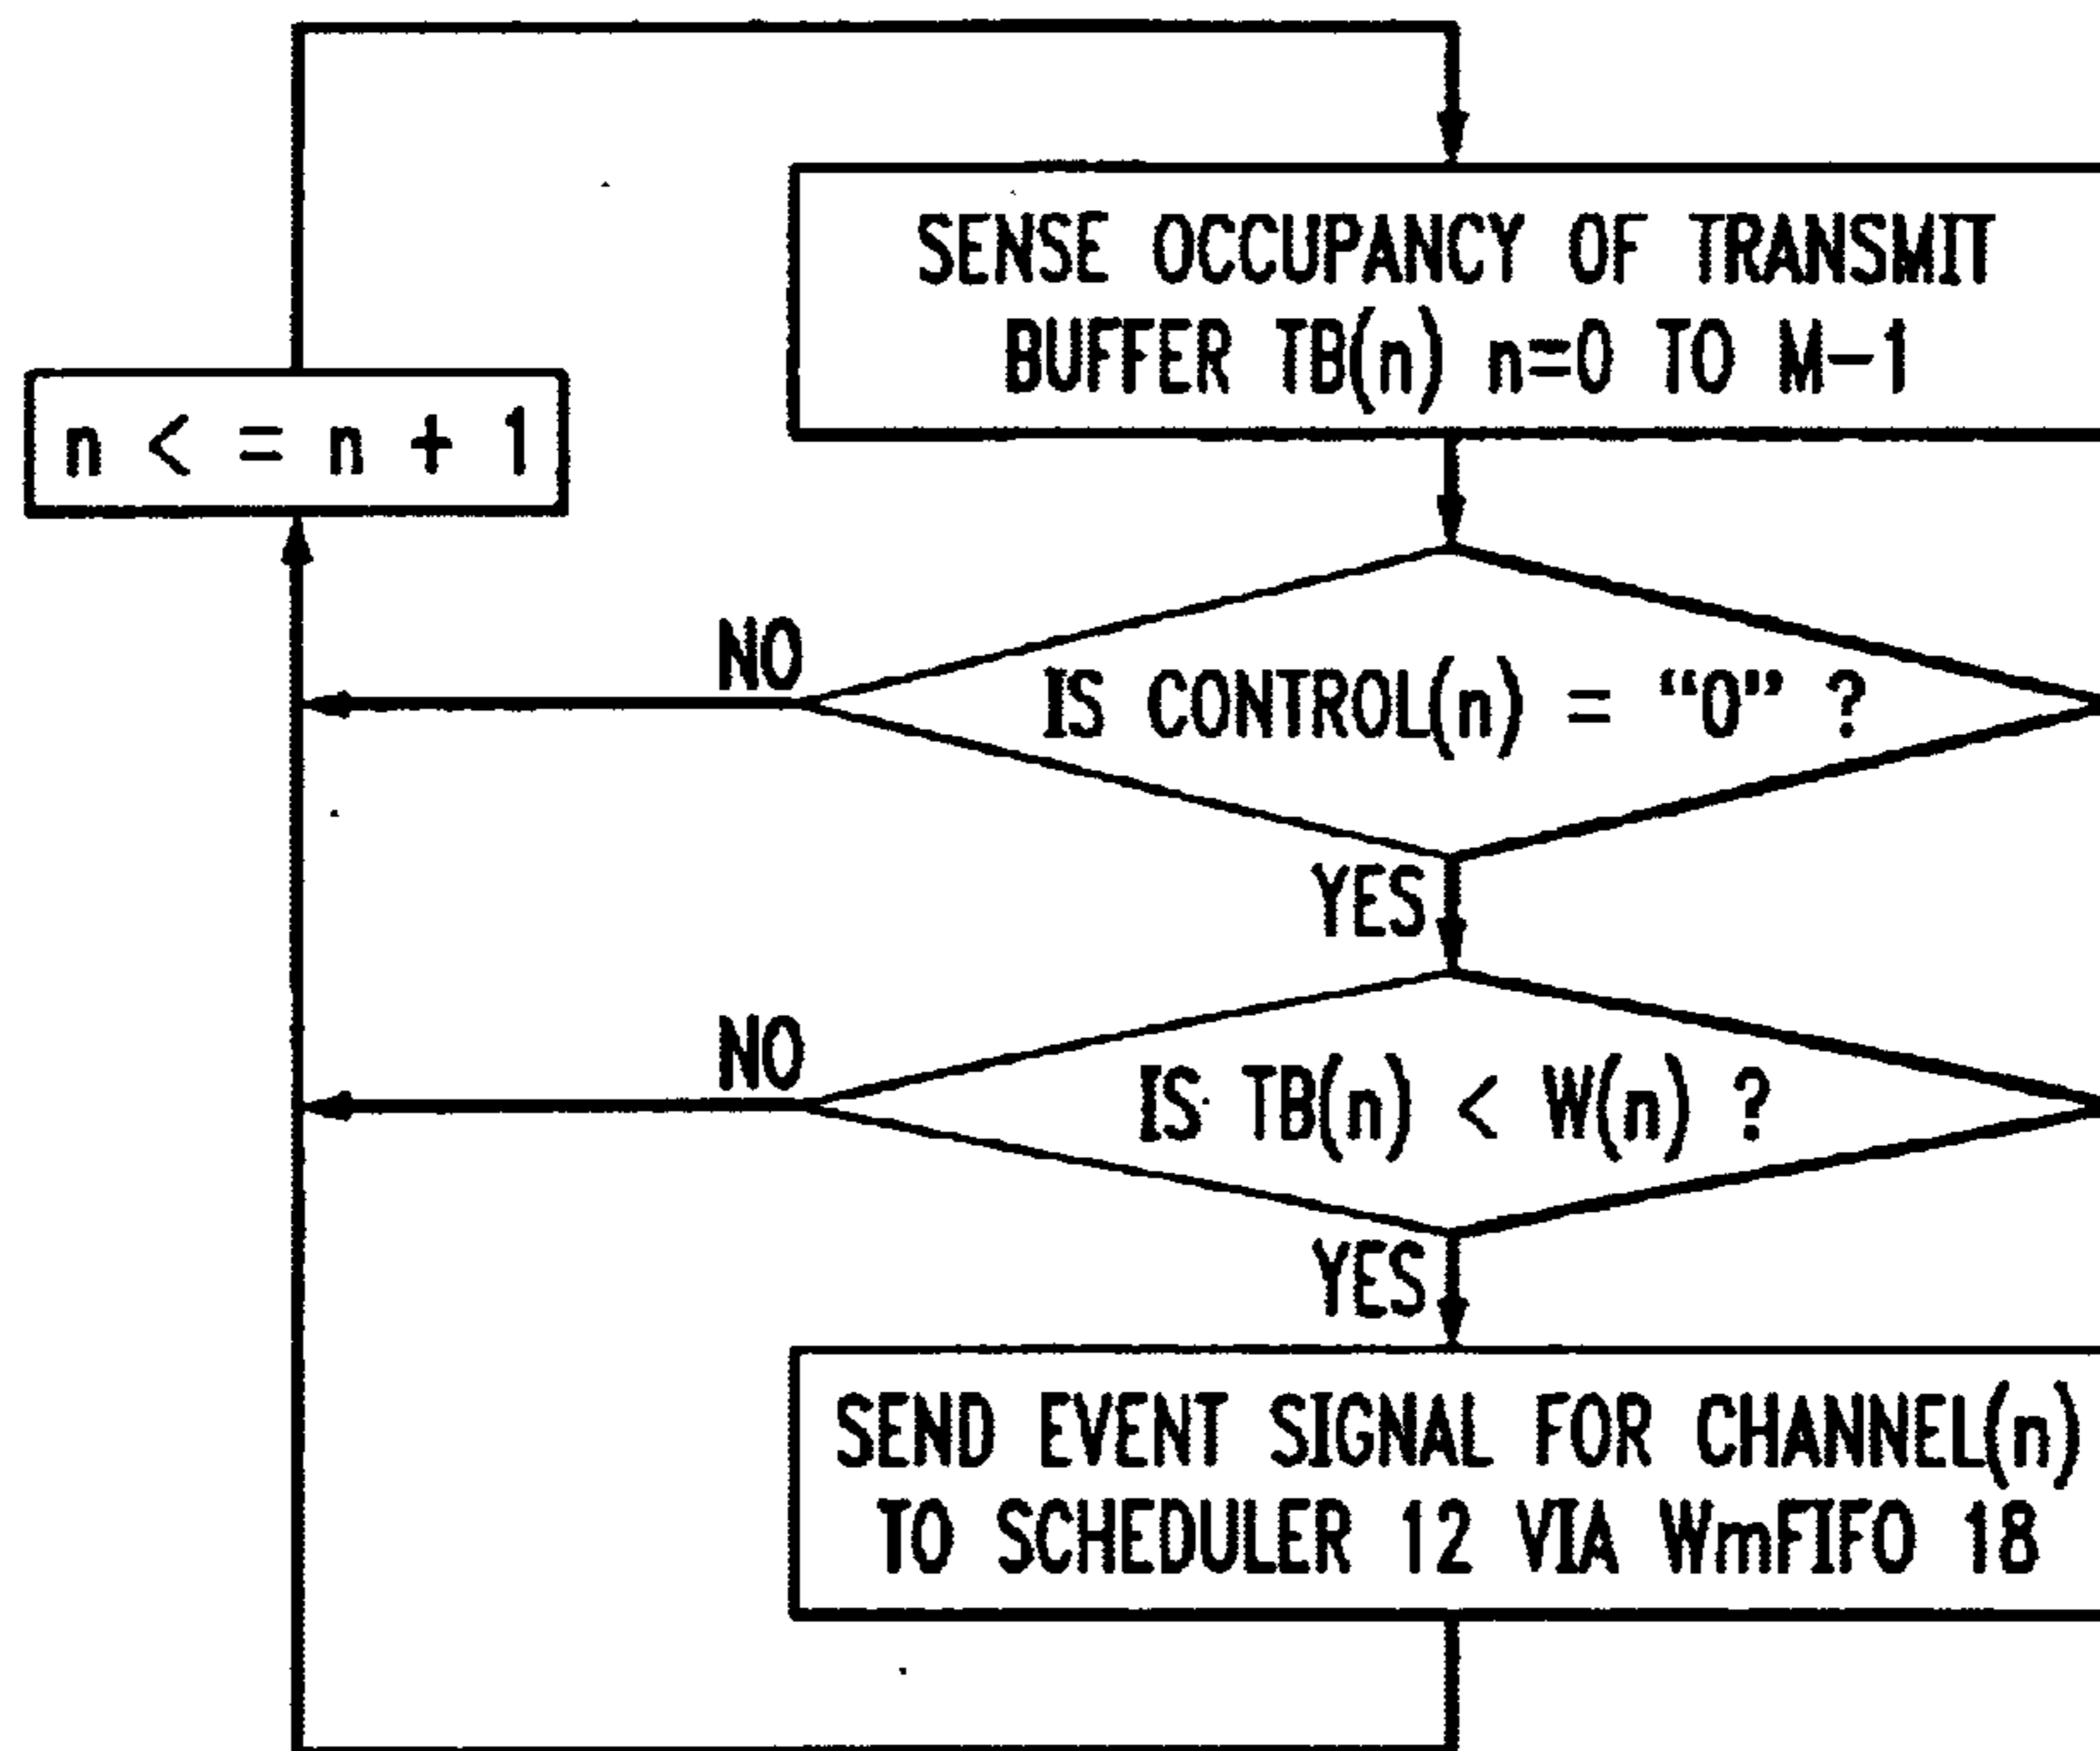 SENSE OCCUPANCY OF TRANSMIT
BUFFER TB(n) n=0 TO M-1
n < = n + 1
NO
IS CONTROL(n) = “0” ?
YES
NO
IS TB(n) < W(n) ?
YES
SEND EVENT SIGNAL FOR CHANNEL(n)
TO SCHEDULER 12 VIA WmFIFO 18